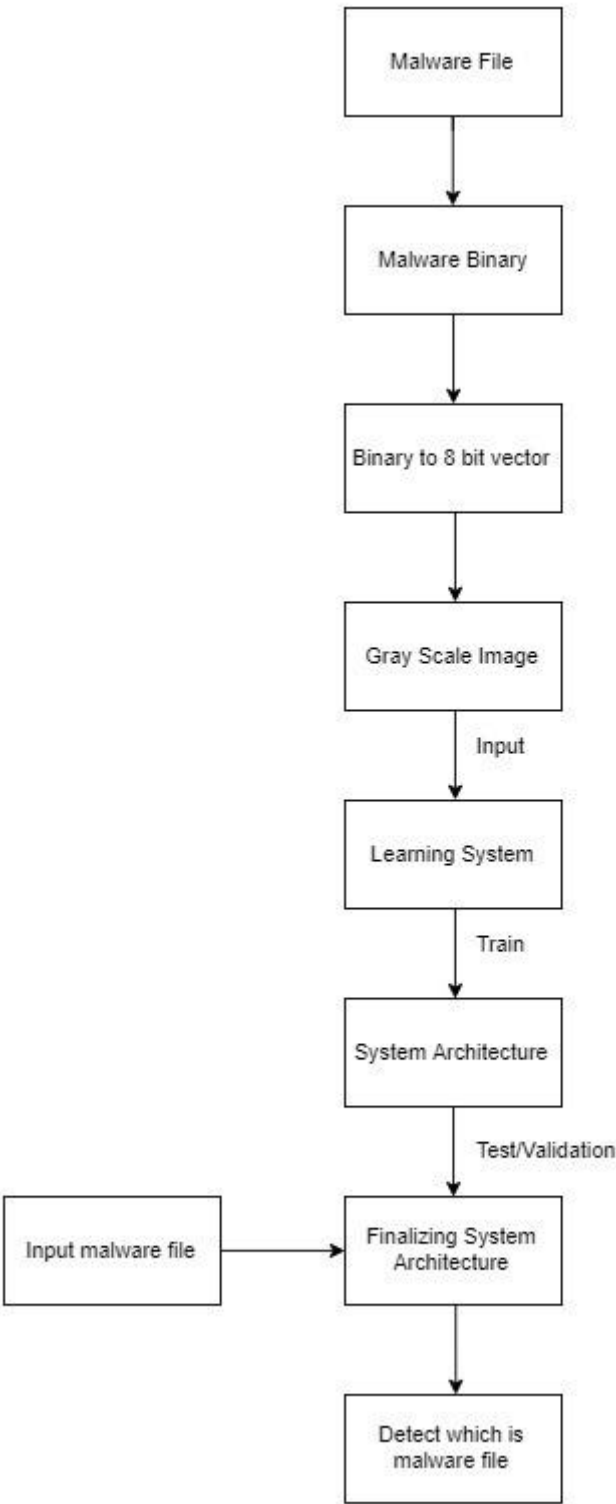 Malware File
Malware Binary
Binary to 8 bit vector
Gray Scale Image
Input
Learning System
Train
System Architecture
Test/Validation
Input malware file
Finalizing System
Architecture
Detect which is
malware file